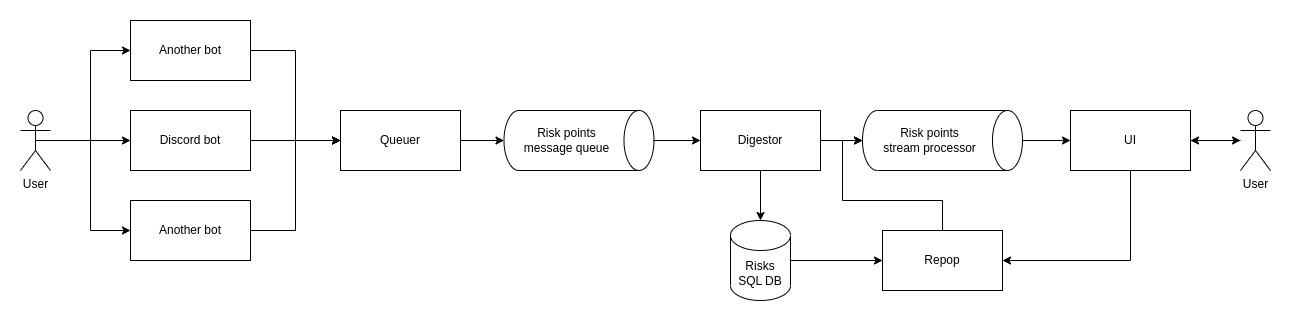 Another bot
Discord bot
Another bot
User
Queuer
Risk points
message queue
Digestor
Risk points
stream processor
UI
User
Risks
SQL DB
Repop